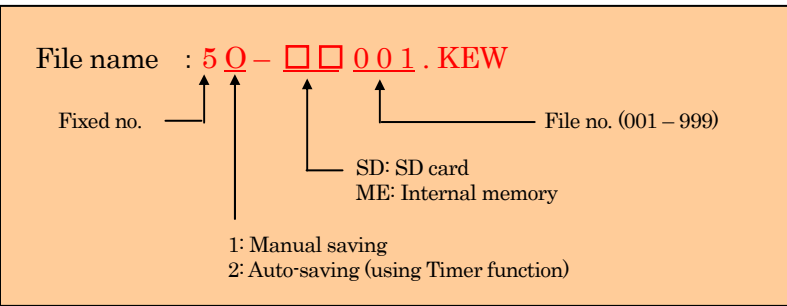 File name : 5 O – □□ 0 0 1 . KEW
Fixed no.
File no. (001 – 999)
SD: SD card
ME: Internal memory
1: Manual saving
2: Auto-saving (using Timer function)